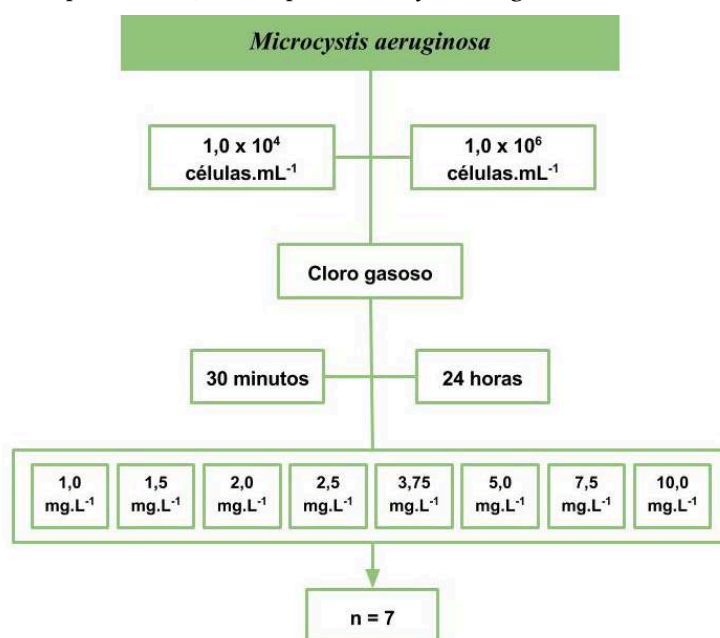 Microcystis aeruginosa
1,0 x 10⁴
células.mL⁻¹
1,0 x 10⁶
células.mL⁻¹
Cloro gasoso
30 minutos
24 horas
1,0
mg.L⁻¹
1,5
mg.L⁻¹
2,0
mg.L⁻¹
2,5
mg.L⁻¹
3,75
mg.L⁻¹
5,0
mg.L⁻¹
7,5
mg.L⁻¹
10,0
mg.L⁻¹
n = 7